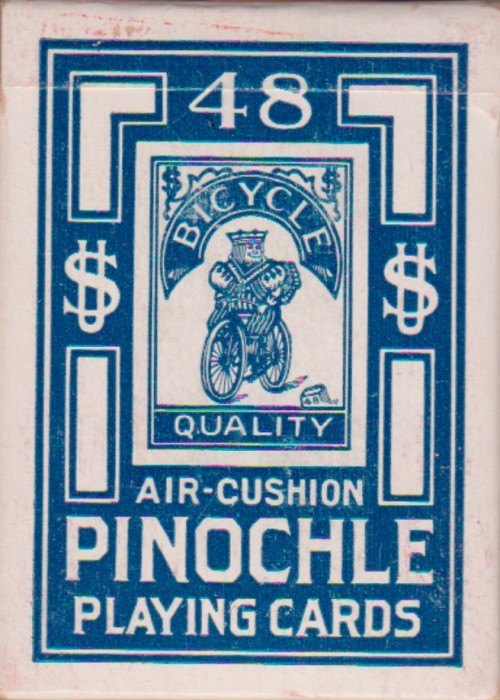 48
$ $
BICYCLE
$ $
48
QUALITY
AIR-CUSHION
PINOCHLE
PLAYING CARDS